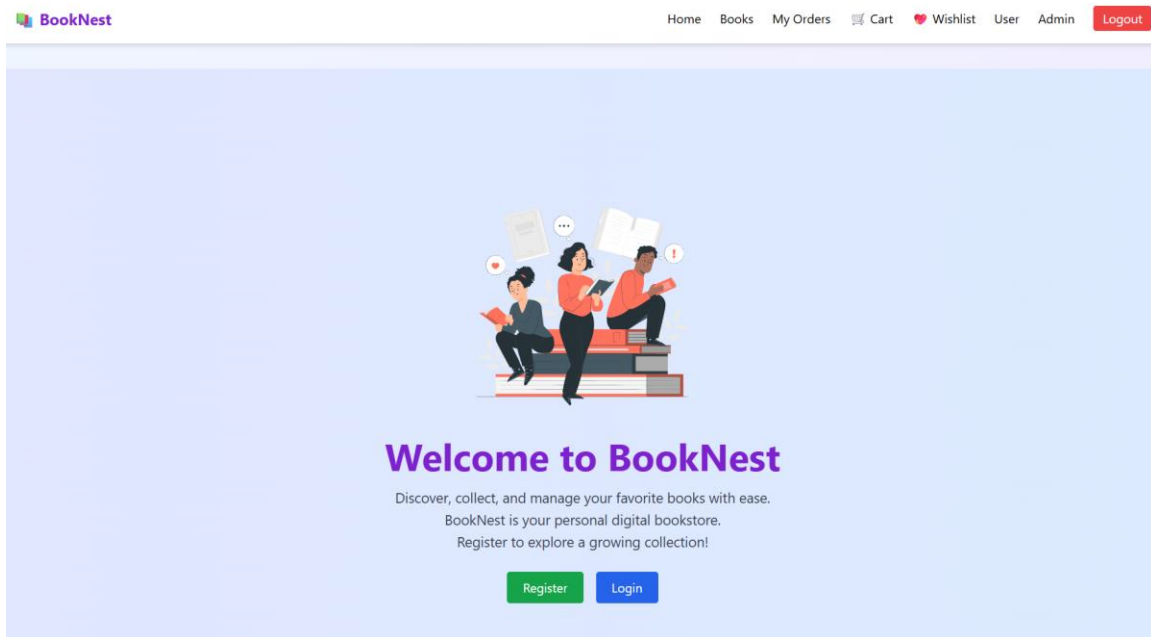 BookNest
Home Books My Orders Cart Wishlist User Admin Logout
Welcome to BookNest
Discover, collect, and manage your favorite books with ease.
BookNest is your personal digital bookstore.
Register to explore a growing collection!
Register Login